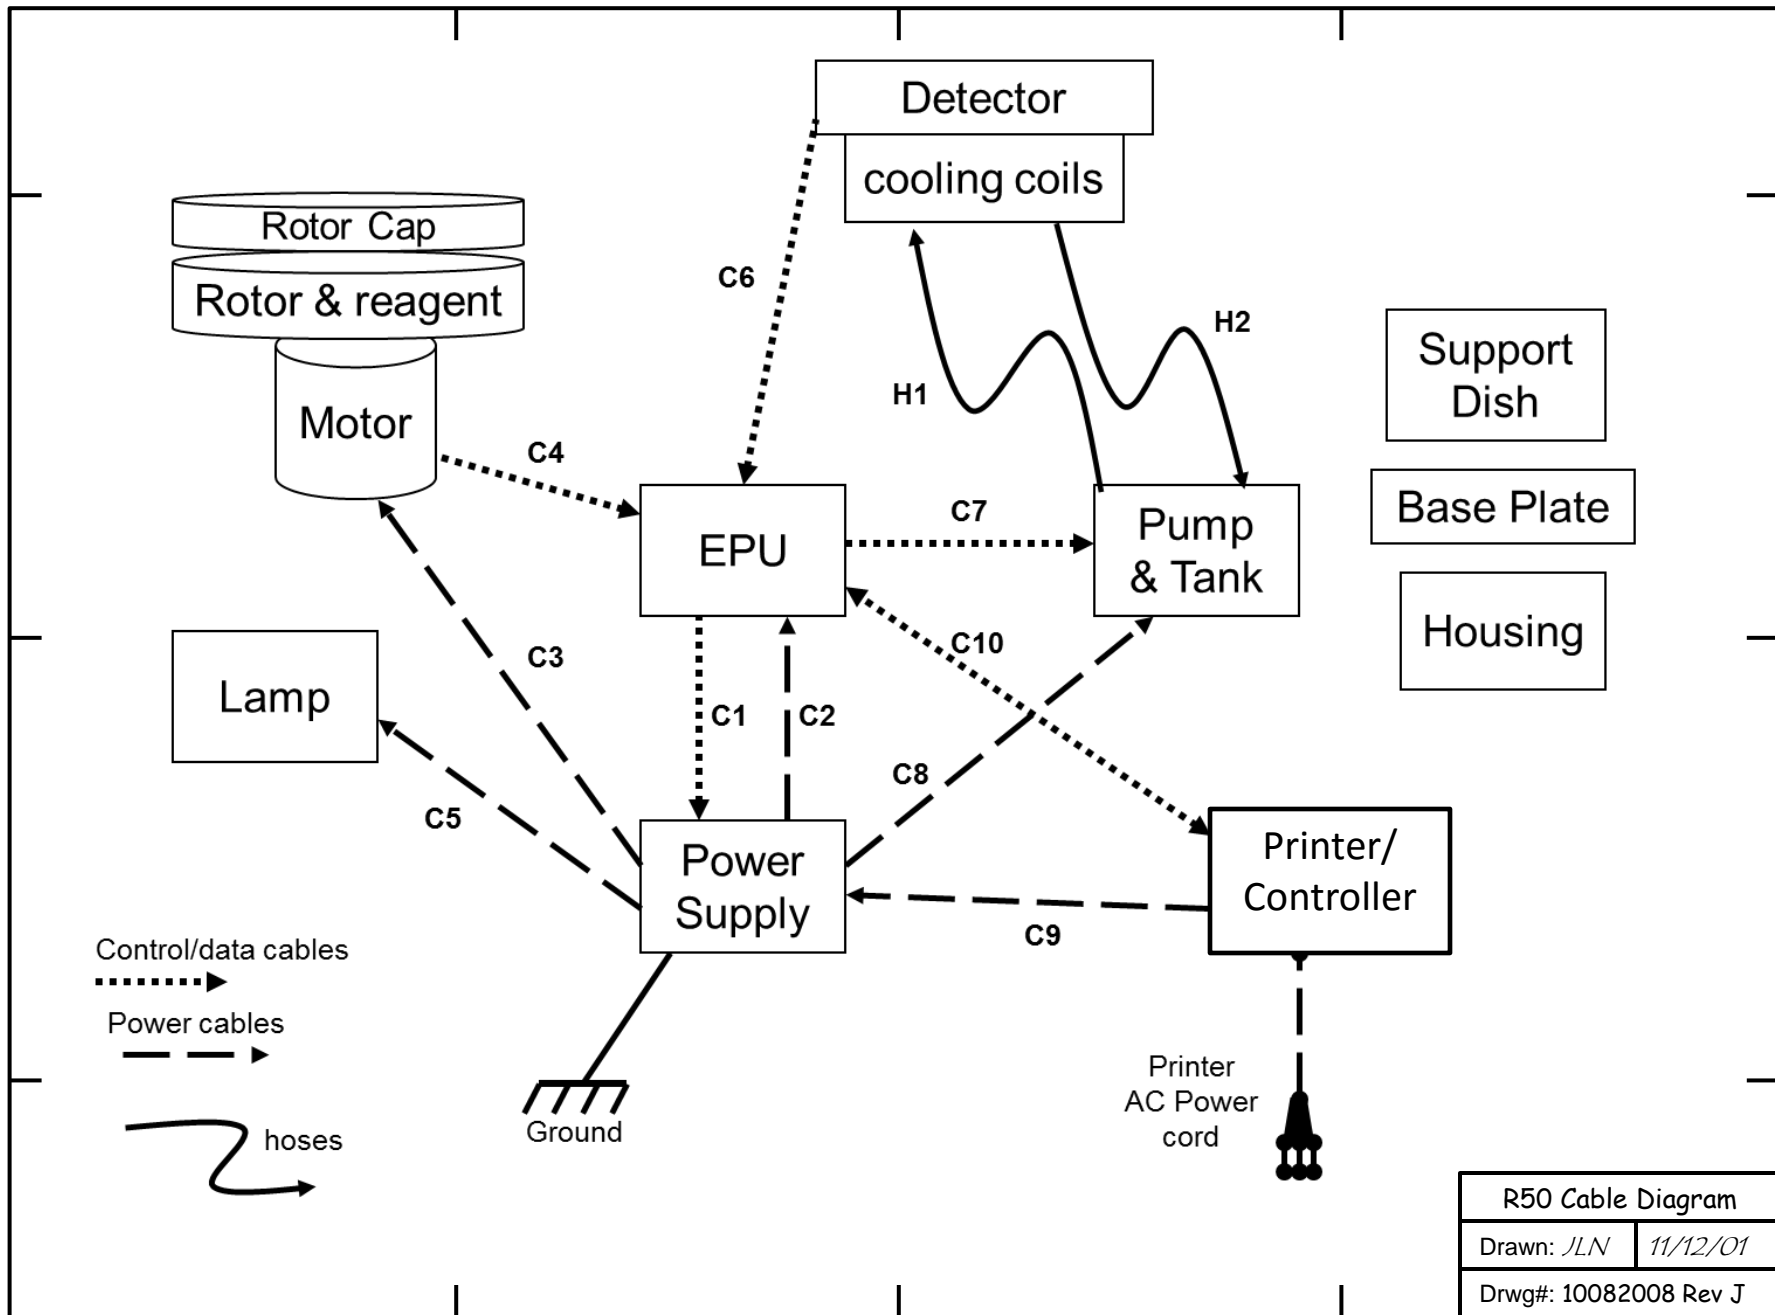 Detector
cooling coils
Rotor Cap
Rotor & reagent
Motor
C6
H2
H1
Support
Dish
C4
C7
EPU
Pump
& Tank
Base Plate
Housing
C3
C10
Lamp
C1
C2
C8
C5
Power
Supply
Printer/
Controller
C9
Control/data cables
Power cables
hoses
Ground
Printer
AC Power
cord
R50 Cable Diagram
Drawn: JLN 11/12/01
Drwg#: 10082008 Rev J